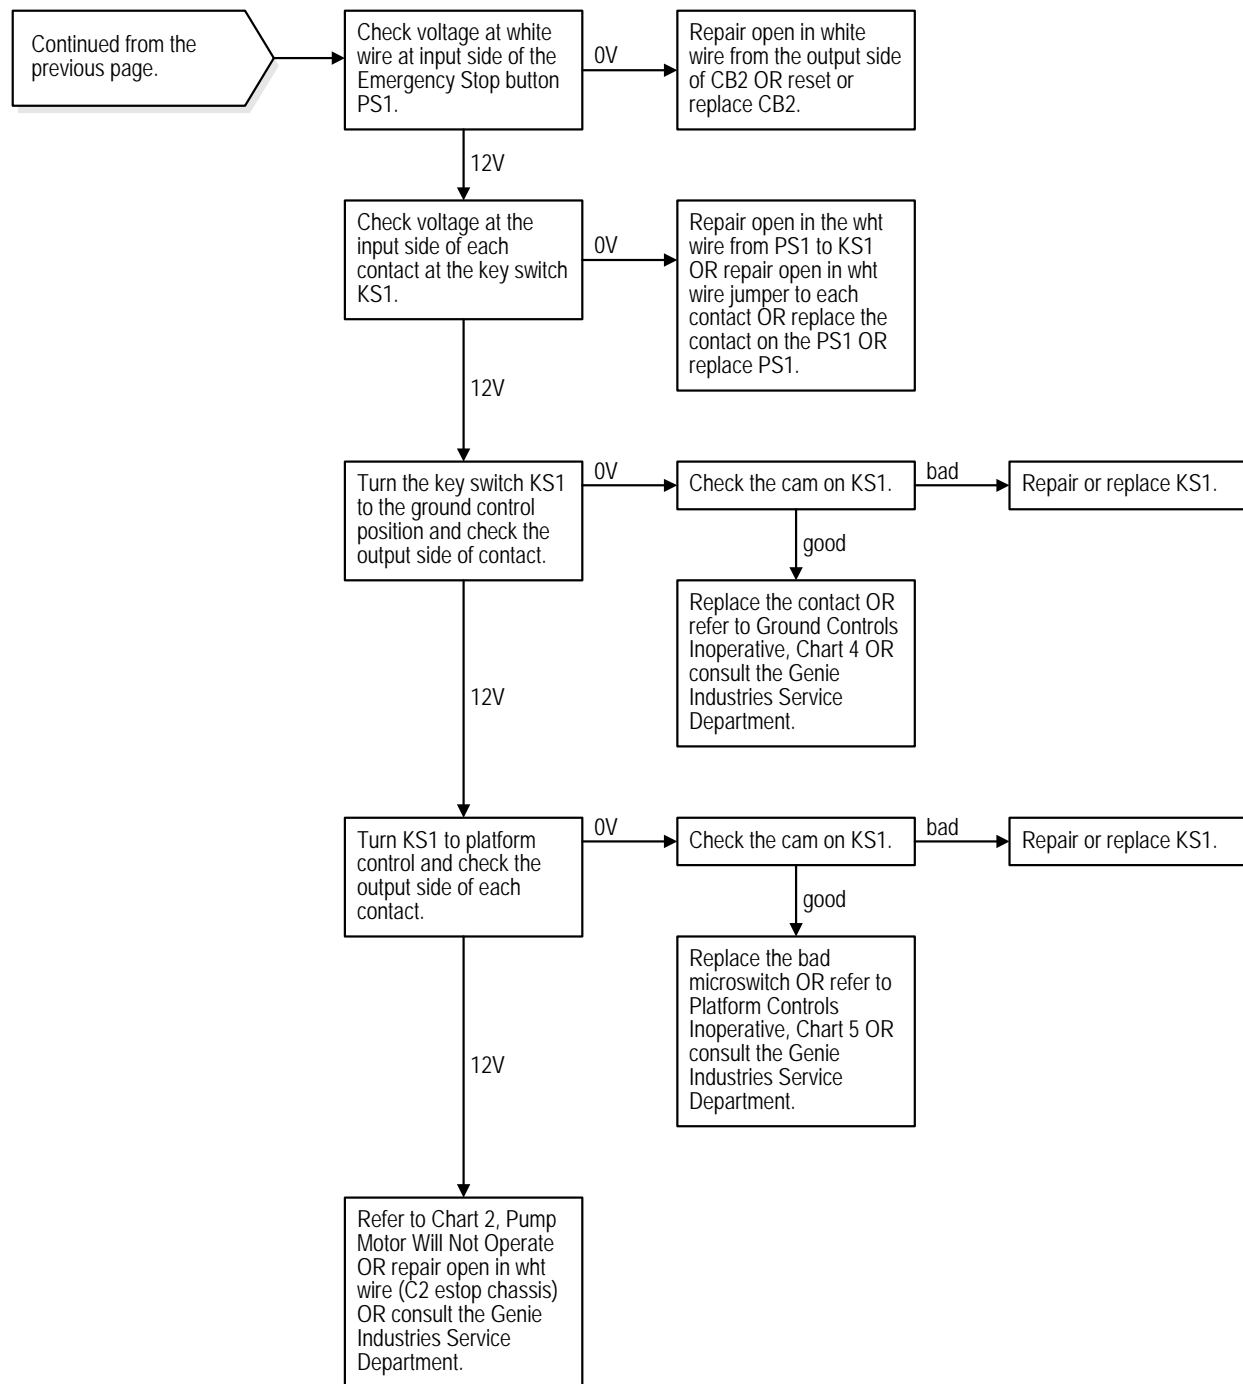 Continued from the
previous page.
Check voltage at white
wire at input side of the
Emergency Stop button
PS1.
0V
Repair open in white
wire from the output side
of CB2 OR reset or
replace CB2.
12V
Check voltage at the
input side of each
contact at the key switch
KS1.
0V
Repair open in the wht
wire from PS1 to KS1
OR repair open in wht
wire jumper to each
contact OR replace the
contact on the PS1 OR
replace PS1.
12V
Turn the key switch KS1
to the ground control
position and check the
output side of contact.
0V
Check the cam on KS1.
bad
Repair or replace KS1.
good
Replace the contact OR
refer to Ground Controls
Inoperative, Chart 4 OR
consult the Genie
Industries Service
Department.
12V
Turn KS1 to platform
control and check the
output side of each
contact.
0V
Check the cam on KS1.
bad
Repair or replace KS1.
good
Replace the bad
microswitch OR refer to
Platform Controls
Inoperative, Chart 5 OR
consult the Genie
Industries Service
Department.
12V
Refer to Chart 2, Pump
Motor Will Not Operate
OR repair open in wht
wire (C2 estop chassis)
OR consult the Genie
Industries Service
Department.